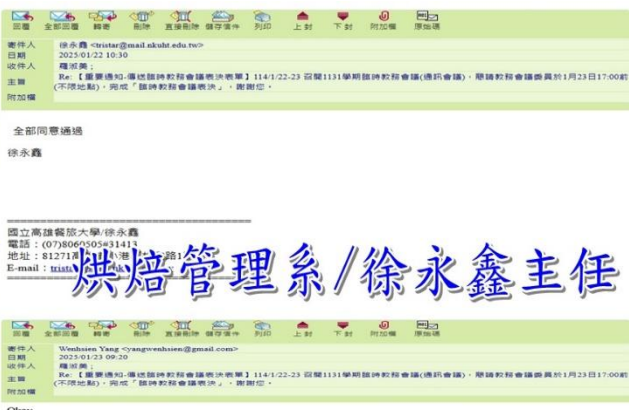 回覆 全部回覆 轉寄 刪除 直接刪除 儲存信件 列印 上封 下封 附加檔 原始碼
寄件人 徐永鑫 <tristar@mail.nkuht.edu.tw>
日期 2025/01/22 10:30
收件人 羅淑美;
主旨 Re:【重要通知-傳送臨時教務會議表決表單】114/1/22-23 召開1131學期臨時教務會議(通訊會議)，懇請教務會議委員於1月23日17:00前
(不限地點)，完成「臨時教務會議表決」，謝謝您。
附加檔
全部同意通過
徐永鑫
==================================
國立高雄餐旅大學/徐永鑫
電話：(07)8060505#31413
地址：81271高
E-mail：
烘焙管理系/徐永鑫主任
回覆 全部回覆 轉寄 刪除 直接刪除 儲存信件 列印 上封 下封 附加檔 原始碼
寄件人 Wenhsien Yang <yangwenhsien@gmail.com>
日期 2025/01/23 09:20
收件人 羅淑美;
主旨 Re:【重要通知-傳送臨時教務會議表決表單】114/1/22-23 召開1131學期臨時教務會議(通訊會議)，懇請教務會議委員於1月23日17:00前
(不限地點)，完成「臨時教務會議表決」，謝謝您。
附加檔